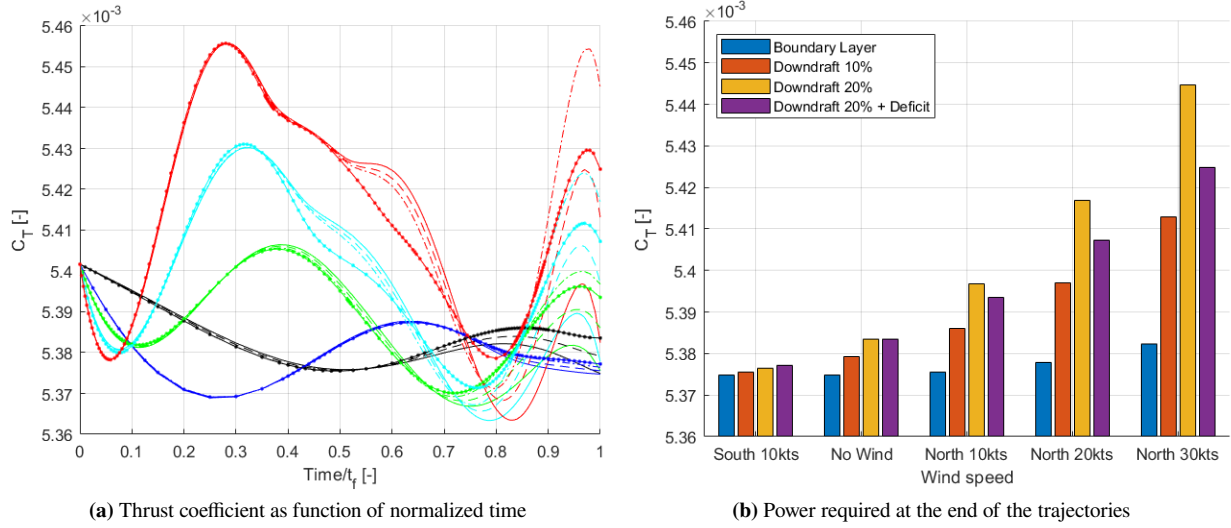 ×10⁻³
5.46
5.45
5.44
5.43
5.42
5.41
5.4
5.39
5.38
5.37
5.36
C_T [-]
0 0.1 0.2 0.3 0.4 0.5 0.6 0.7 0.8 0.9 1
Time/t_f [-]
(a) Thrust coefficient as function of normalized time
×10⁻³
5.46
5.45
5.44
5.43
5.42
5.41
5.4
5.39
5.38
5.37
5.36
C_T [-]
Boundary Layer
Downdraft 10%
Downdraft 20%
Downdraft 20% + Deficit
South 10kts No Wind North 10kts North 20kts North 30kts
Wind speed
(b) Power required at the end of the trajectories